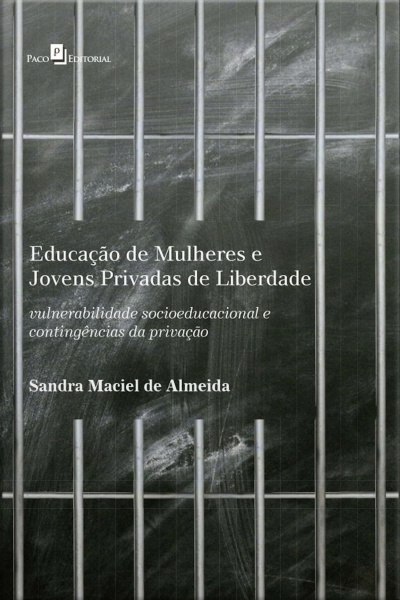 PACO EDITORIAL
Educação de Mulheres e
Jovens Privadas de Liberdade
vulnerabilidade socioeducacional e
contingências da privação
Sandra Maciel de Almeida